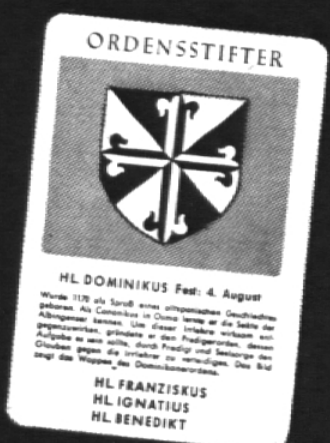 ORDENSSTIFTER
HL. DOMINIKUS Fest: 4. August
Wurde 1170 als Sproß eines altspanischen Geschlechtes
geboren. Als Canonikus in Osma lernte er die Sekte der
Albingenser kennen. Um dieser Irrlehre wirksam ent-
gegenzuwirken, gründete er den Predigerorden, dessen
Aufgabe es sein sollte, durch Predigt und Seelsorge den
Glauben gegen die Irrlehrer zu verteidigen. Das Bild
zeigt das Wappen des Dominikanerordens.
HL. FRANZISKUS
HL. IGNATIUS
HL. BENEDIKT